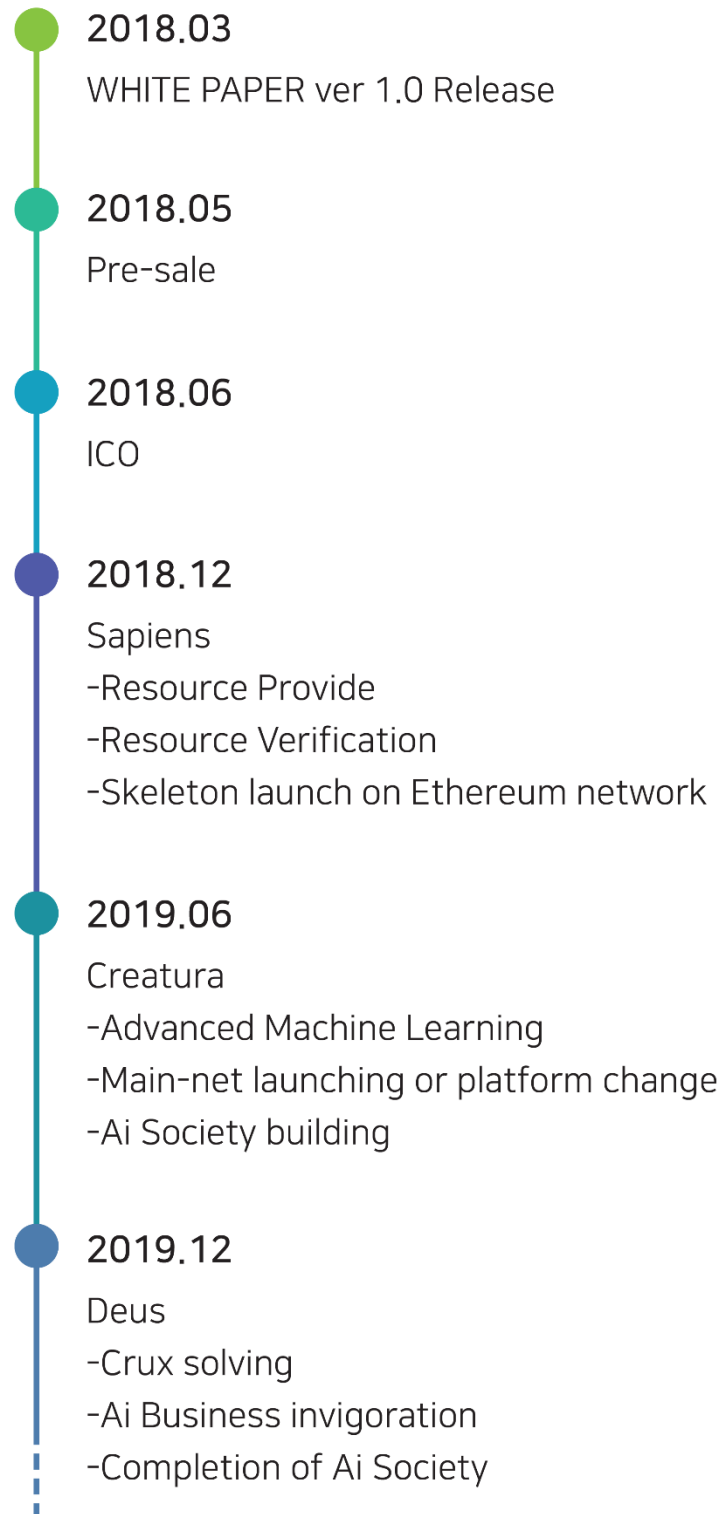 2018.03
WHITE PAPER ver 1.0 Release
2018.05
Pre-sale
2018.06
ICO
2018.12
Sapiens
-Resource Provide
-Resource Verification
-Skeleton launch on Ethereum network
2019.06
Creatura
-Advanced Machine Learning
-Main-net launching or platform change
-Ai Society building
2019.12
Deus
-Crux solving
-Ai Business invigoration
-Completion of Ai Society